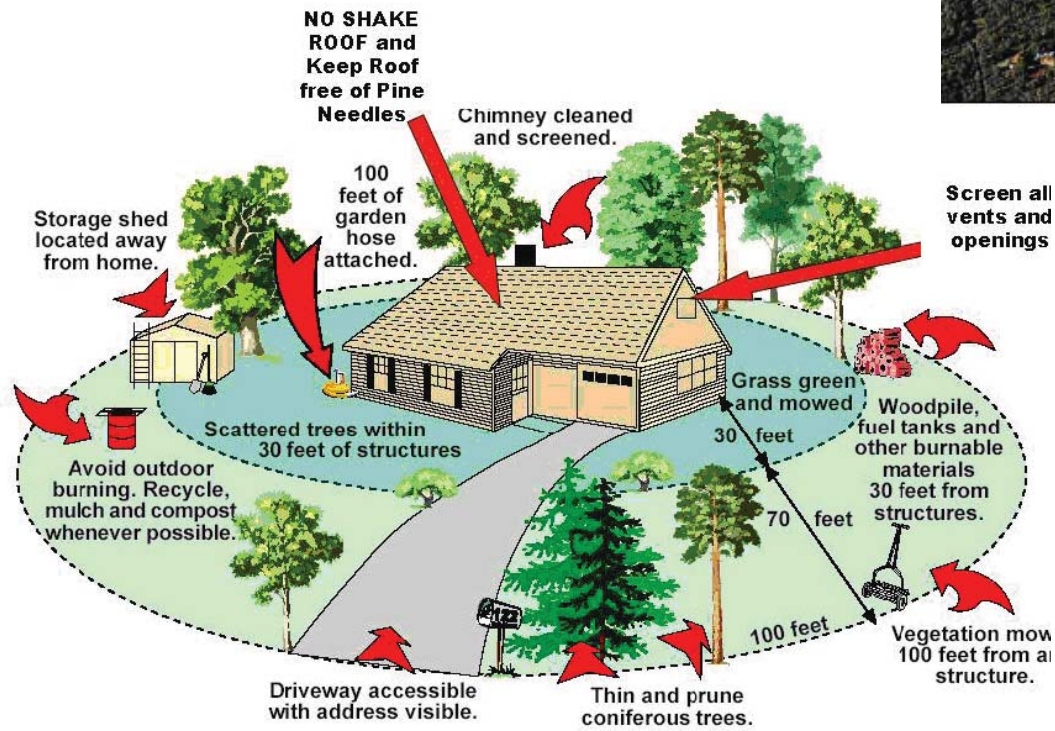 NO SHAKE
ROOF and
Keep Roof
free of Pine
Needles
Chimney cleaned
and screened.
100
feet of
garden
hose
attached.
Storage shed
located away
from home.
Screen all
vents and
openings
Grass green
and mowed
30 feet
Scattered trees within
30 feet of structures
Woodpile,
fuel tanks and
other burnable
materials
30 feet from
structures.
Avoid outdoor
burning. Recycle,
mulch and compost
whenever possible.
70 feet
122
100 feet
Vegetation mow
100 feet from a
structure.
Driveway accessible
with address visible.
Thin and prune
coniferous trees.